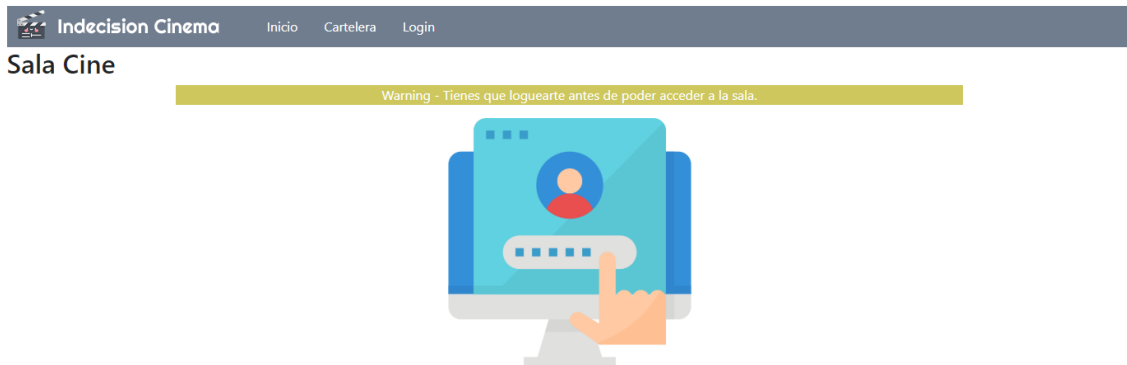 Indecision Cinema Inicio Cartelera Login
Sala Cine
Warning - Tienes que loguearte antes de poder acceder a la sala.